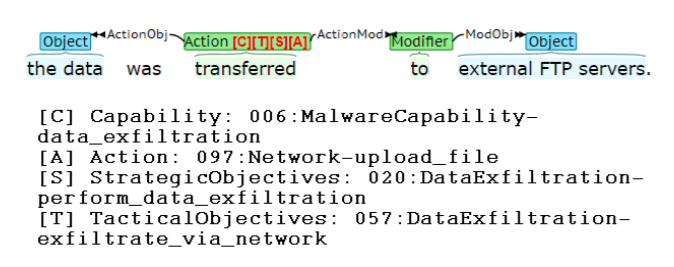 Object ActionObj Action [C][T][S][A] ActionMod Modifier ModObj Object
the data was transferred to external FTP servers.
[C] Capability: 006:MalwareCapability-
data_exfiltration
[A] Action: 097:Network-upload_file
[S] StrategicObjectives: 020:DataExfiltration-
perform_data_exfiltration
[T] TacticalObjectives: 057:DataExfiltration-
exfiltrate_via_network